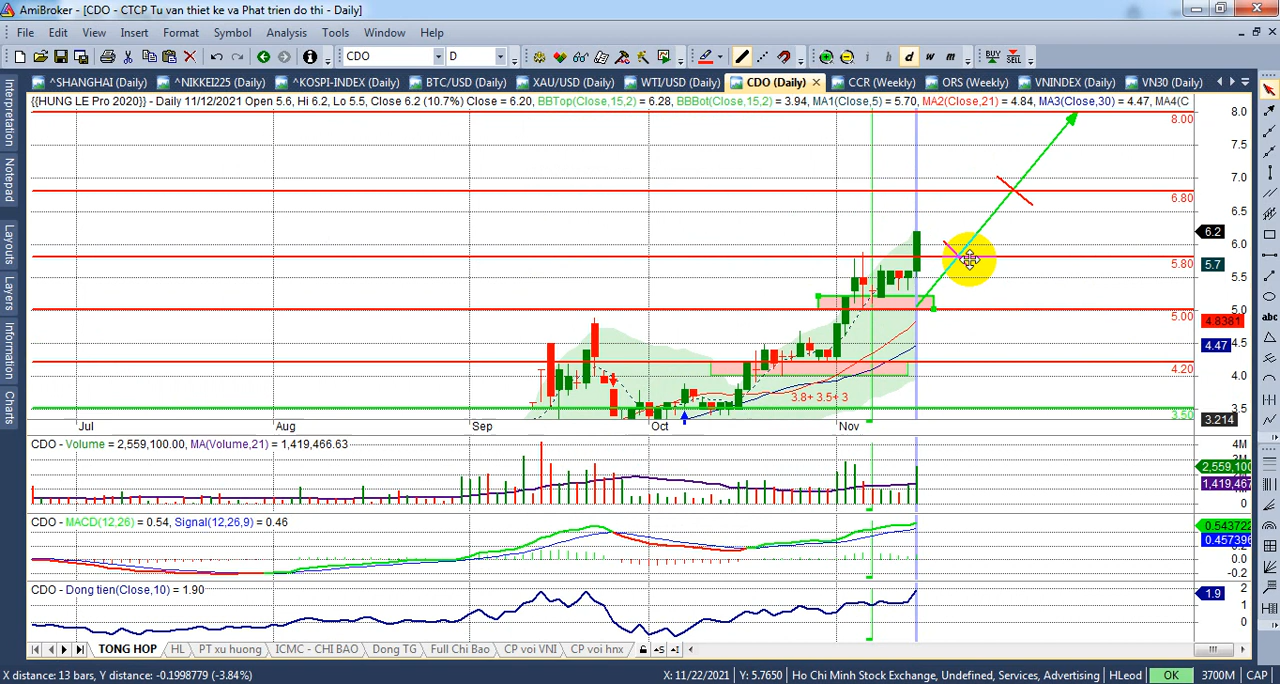 AmiBroker - [CDO - CTCP Tu van thiet ke va Phat trien do thi - Daily]
File Edit View Insert Format Symbol Analysis Tools Window Help
CDO D d w m BUY SELL
^SHANGHAI (Daily) ^NIKKEI225 (Daily) ^KOSPI-INDEX (Daily) BTC/USD (Daily) XAU/USD (Daily) WTI/USD (Daily) CDO (Daily) CCR (Weekly) ORS (Weekly) VNINDEX (Daily) VN30 (Daily)
{{HUNG LE Pro 2020}} - Daily 11/12/2021 Open 5.6, Hi 6.2, Lo 5.5, Close 6.2 (10.7%) Close = 6.20, BBTop(Close,15,2) = 6.28, BBBot(Close,15,2) = 3.94, MA1(Close,5) = 5.70, MA2(Close,21) = 4.84, MA3(Close,30) = 4.47, MA4(C
Interpretation
Notepad
Layouts
Layers
Information
Charts
abc
8.0
8.00
7.5
7.0
6.80
6.5
6.2
6.0
5.80
5.7
5.5
5.0
5.00
4.8381
4.5
4.47
4.20
4.0
3.8+ 3.5+ 3
3.5
3.50
3.214
Jul Aug Sep Oct Nov
CDO - Volume = 2,559,100.00, MA(Volume,21) = 1,419,466.63
4M
2,559,100
1,419,467
0
CDO - MACD(12,26) = 0.54, Signal(12,26,9) = 0.46
0.543722
0.457396
0.2
-0.2
CDO - Dong tien(Close,10) = 1.90
2
1.9
1
0
TONG HOP HL PT xu huong ICMC - CHI BAO Dong TG Full Chi Bao CP voi VNI CP voi hnx
X distance: 13 bars, Y distance: -0.1998779 (-3.84%) X: 11/22/2021 Y: 5.7650 Ho Chi Minh Stock Exchange, Undefined, Services, Advertising HLeod OK 3700M CAP